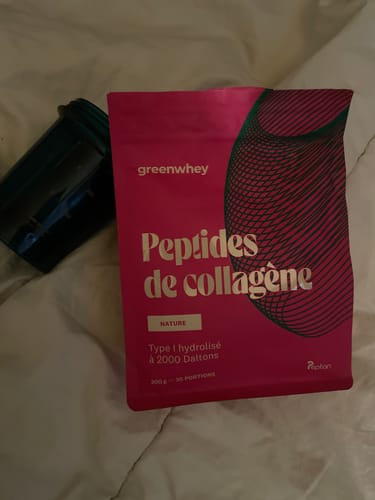 greenwhey
Peptides
de collagène
NATURE
Type I hydrolisé
à 2000 Daltons
300 g — 30 PORTIONS
Peptan